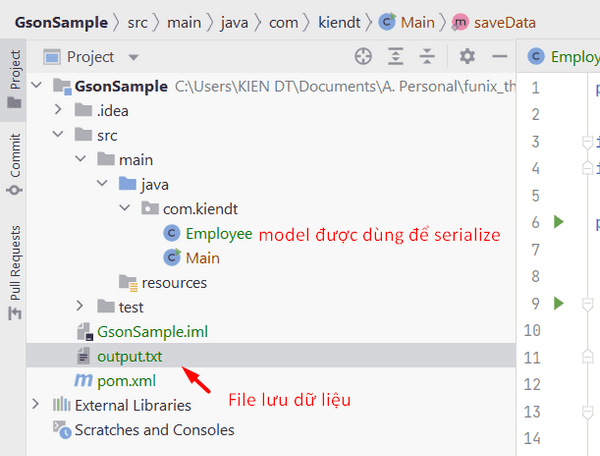 GsonSample > src > main > java > com > kiendt > Main > saveData
Project
Employ
Project
Commit
Pull Requests
GsonSample C:\Users\KIEN DT\Documents\A. Personal\funix_th
.idea
src
main
java
com.kiendt
Employee model được dùng để serialize
Main
resources
test
GsonSample.iml
output.txt
pom.xml
File lưu dữ liệu
External Libraries
Scratches and Consoles
1 p
2
3 i
4 i
5
6 p
8
9
10
11
12
13